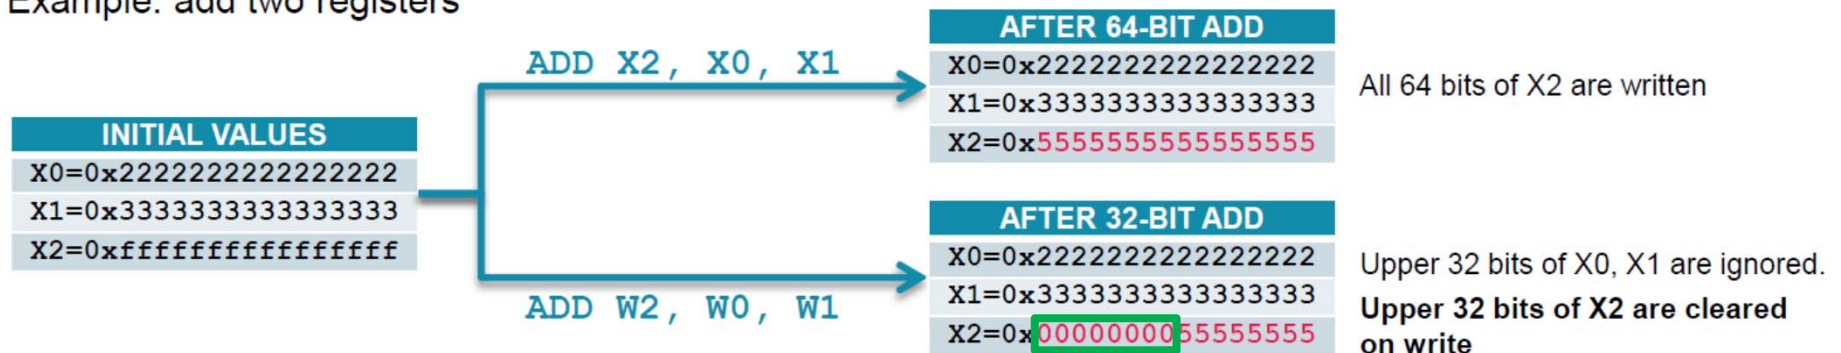 Example: add two registers
INITIAL VALUES
X0=0x2222222222222222
X1=0x3333333333333333
X2=0xffffffffffffffff
ADD X2, X0, X1
ADD W2, W0, W1
AFTER 64-BIT ADD
X0=0x2222222222222222
X1=0x3333333333333333
X2=0x5555555555555555
All 64 bits of X2 are written
AFTER 32-BIT ADD
X0=0x2222222222222222
X1=0x3333333333333333
X2=0x0000000055555555
Upper 32 bits of X0, X1 are ignored.
Upper 32 bits of X2 are cleared
on write